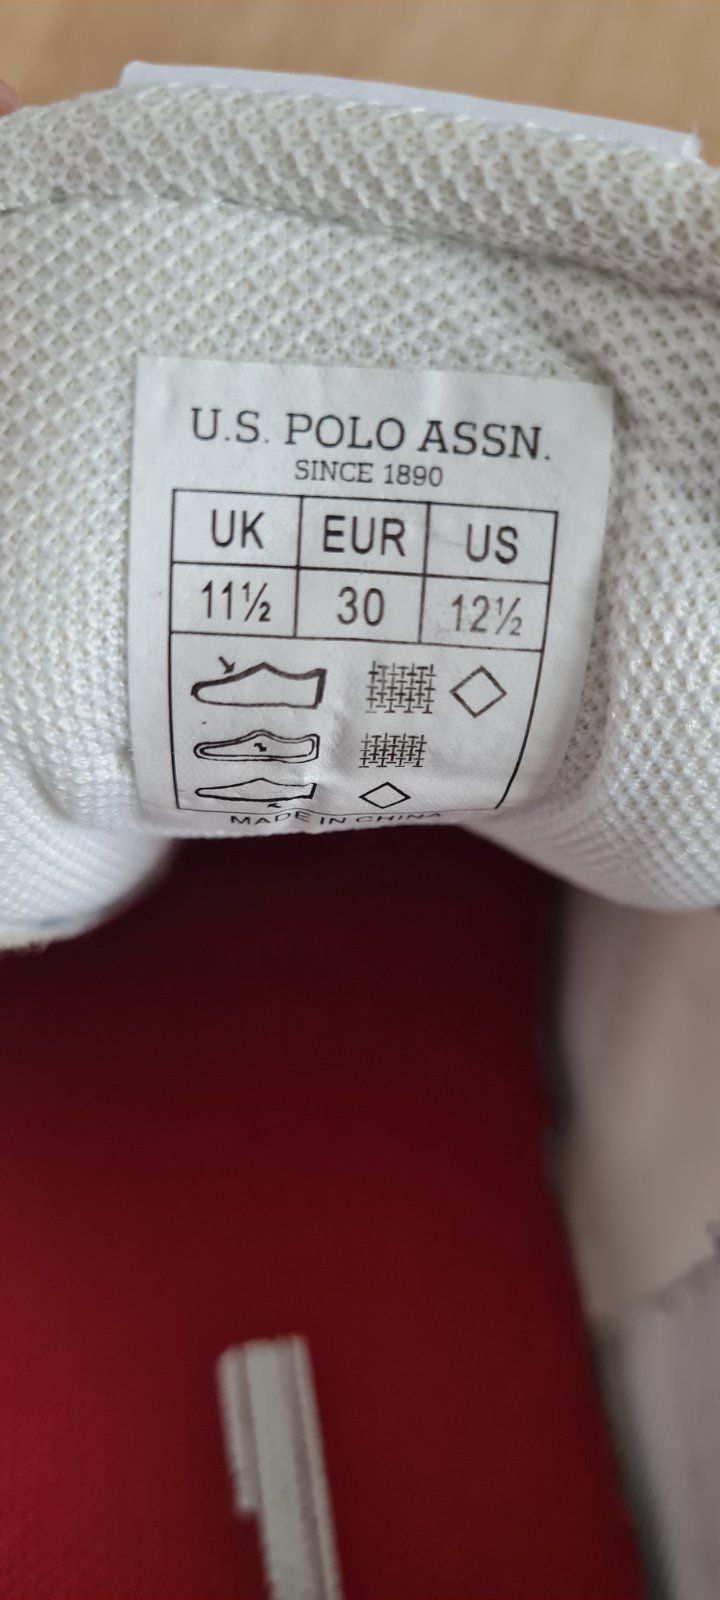 U.S. POLO ASSN.
SINCE 1890
UK EUR US
11½ 30 12½
MADE IN CHINA